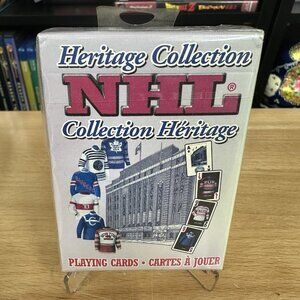 Heritage Collection
NHL®
Collection Héritage
PLAYING CARDS • CARTES À JOUER